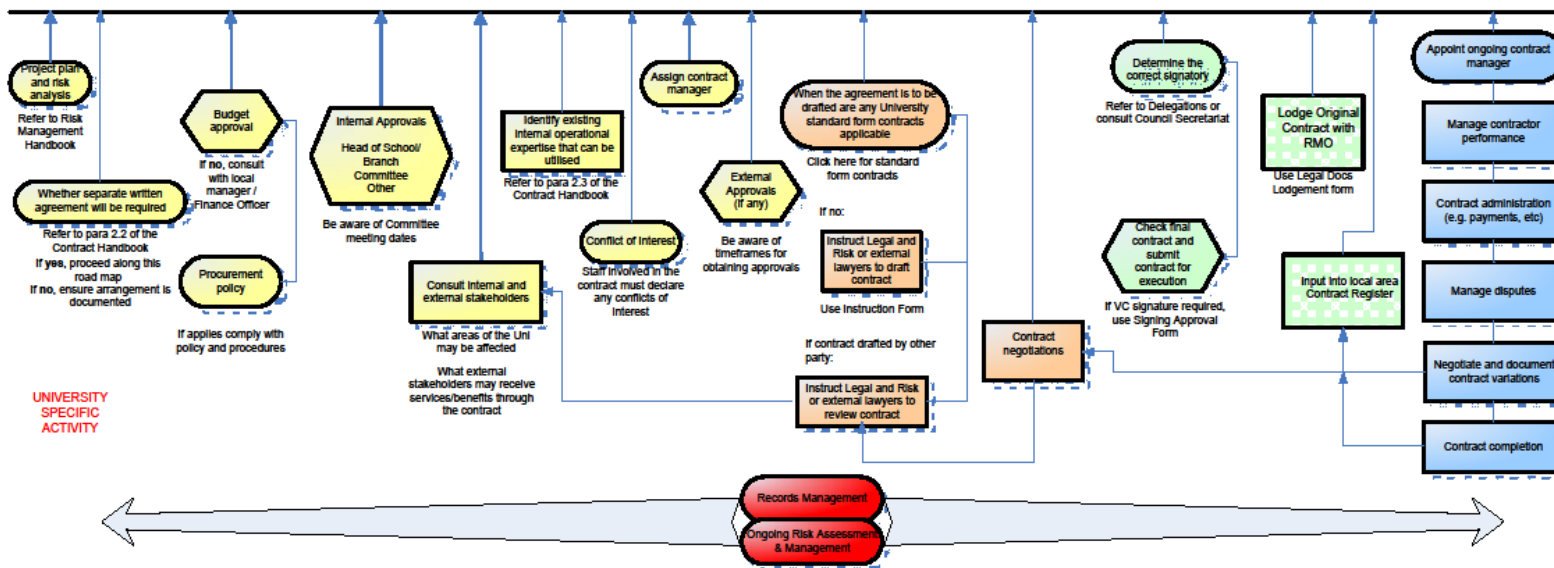 Project plan
and risk
analysis
Refer to Risk
Management
Handbook
Whether separate written
agreement will be required
Refer to para 2.2 of
the Contract Handbook
If yes, proceed along this
road map
If no, ensure arrangement is
documented
UNIVERSITY
SPECIFIC
ACTIVITY
Budget
approval
If no, consult
with local
manager /
Finance Officer
Procurement
policy
If applies comply with
policy and procedures
Internal Approvals
Head of School/
Branch
Committee
Other
Be aware of Committee
meeting dates
Consult internal and
external stakeholders
What areas of the Uni
may be affected
What external
stakeholders may receive
services/benefits through
the contract
Identify existing
internal operational
expertise that can be
utilised
Refer to para 2.3 of the
Contract Handbook
Conflict of Interest
Staff involved in the
contract must declare
any conflicts of
Interest
Assign contract
manager
External
Approvals
(if any)
Be aware of
timeframes for
obtaining approvals
When the agreement is to be
drafted are any University
standard form contracts
applicable
Click here for standard
form contracts
If no:
Instruct Legal and
Risk or external
lawyers to draft
contract
Use Instruction Form
If contract drafted by other
party:
Instruct Legal and Risk
or external lawyers to
review contract
Contract
negotiations
Determine the
correct signatory
Refer to Delegations or
consult Council Secretariat
Check final
contract and
submit
contract for
execution
If VC signature required,
use Signing Approval
Form
Lodge Original
Contract with
RMO
Use Legal Docs
Lodgement form
Input into local area
Contract Register
Appoint ongoing contract
manager
Manage contractor
performance
Contract administration
(e.g. payments, etc)
Manage disputes
Negotiate and document
contract variations
Contract completion
Records Management
Ongoing Risk Assessment
& Management